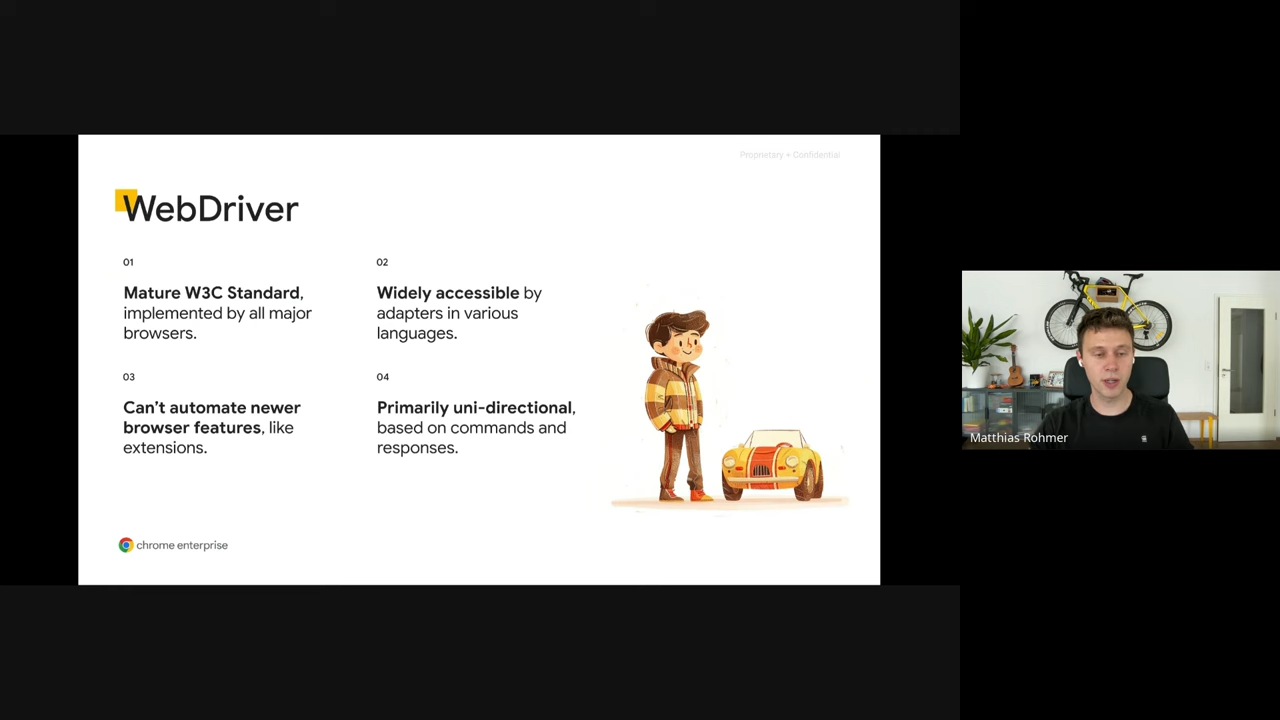 Proprietary + Confidential
WebDriver
01
Mature W3C Standard,
implemented by all major
browsers.
02
Widely accessible by
adapters in various
languages.
03
Can't automate newer
browser features, like
extensions.
04
Primarily uni-directional,
based on commands and
responses.
chrome enterprise
Matthias Rohmer